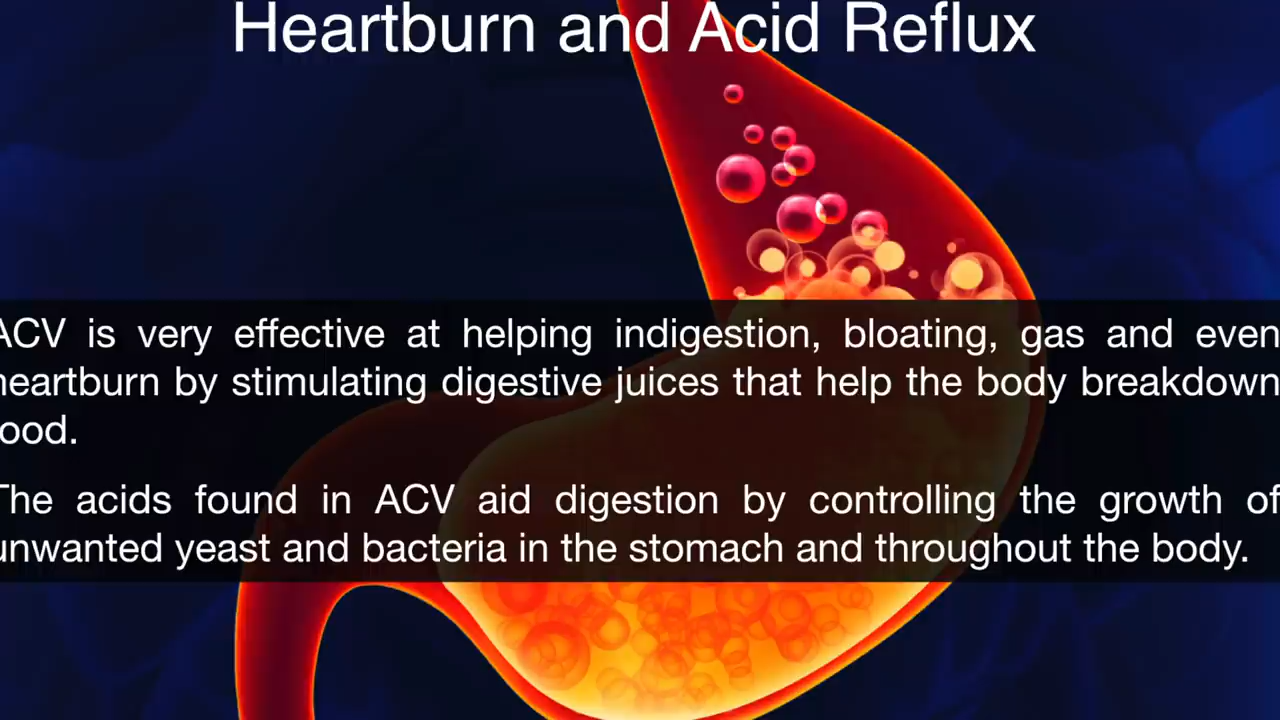 Heartburn and Acid Reflux
ACV is very effective at helping indigestion, bloating, gas and even
heartburn by stimulating digestive juices that help the body breakdown
food.
The acids found in ACV aid digestion by controlling the growth of
unwanted yeast and bacteria in the stomach and throughout the body.